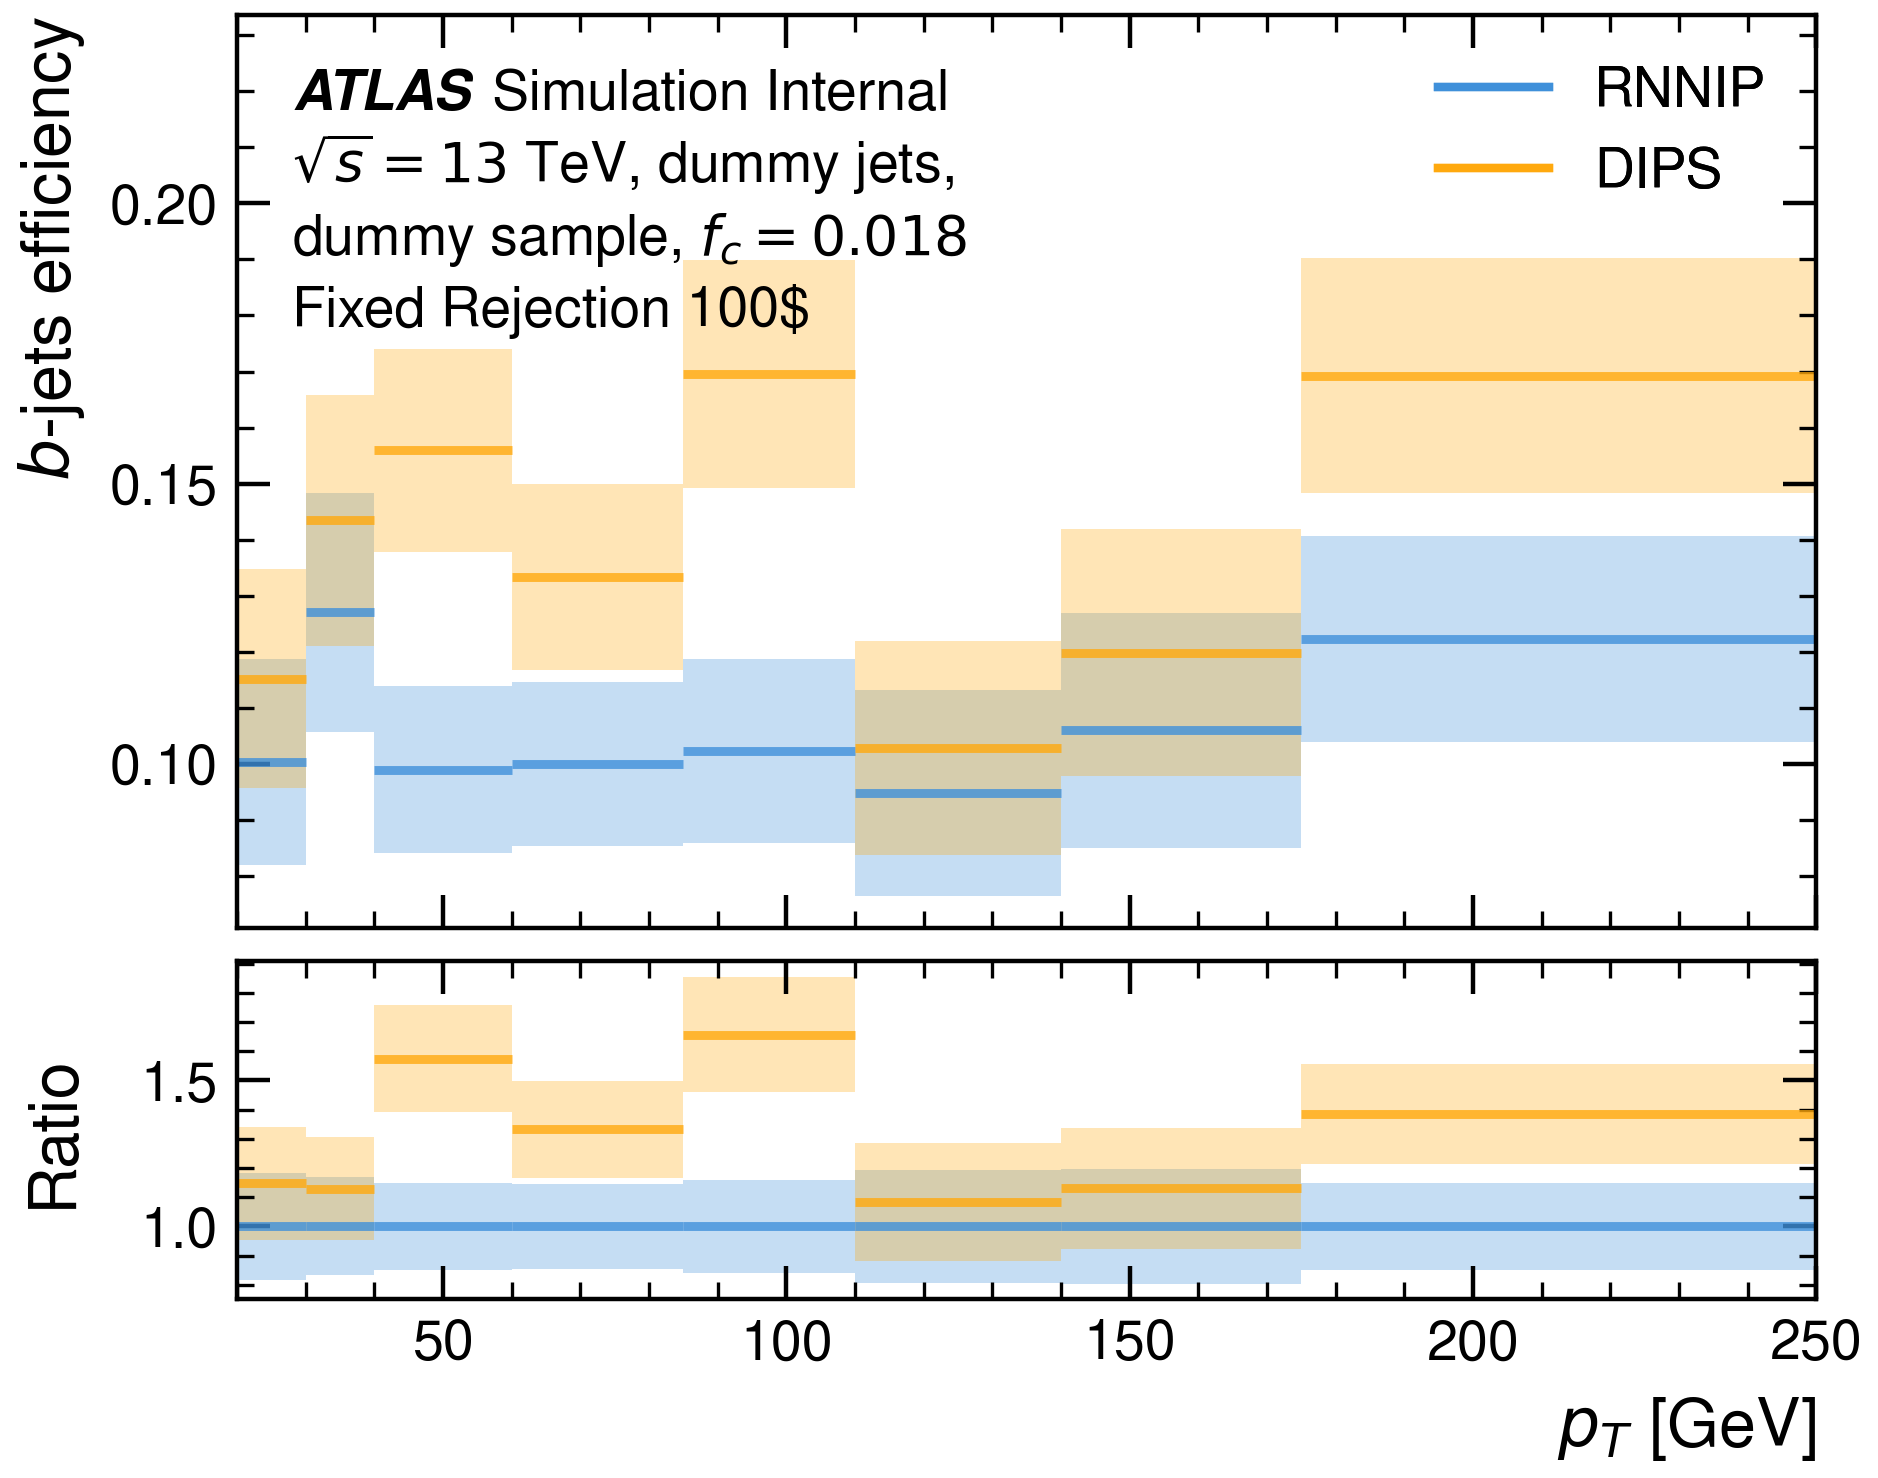 ATLAS Simulation Internal
√s = 13 TeV, dummy jets,
dummy sample, f_c = 0.018
Fixed Rejection 100$
RNNIP
DIPS
b-jets efficiency
0.20
0.15
0.10
Ratio
1.5
1.0
50 100 150 200 250
p_T [GeV]